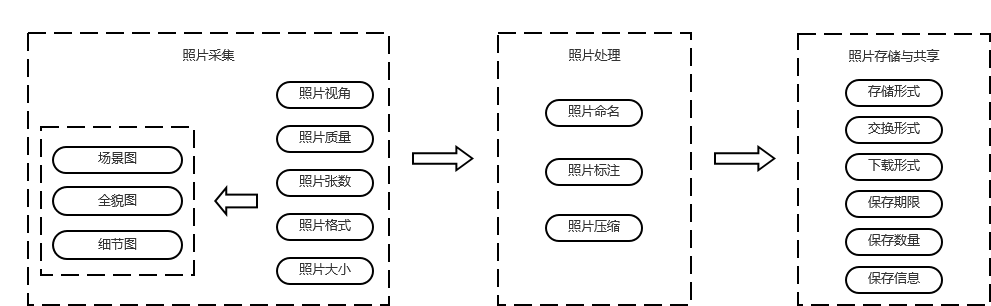 照片采集
照片视角
照片质量
照片张数
照片格式
照片大小
场景图
全貌图
细节图
照片处理
照片命名
照片标注
照片压缩
照片存储与共享
存储形式
交换形式
下载形式
保存期限
保存数量
保存信息